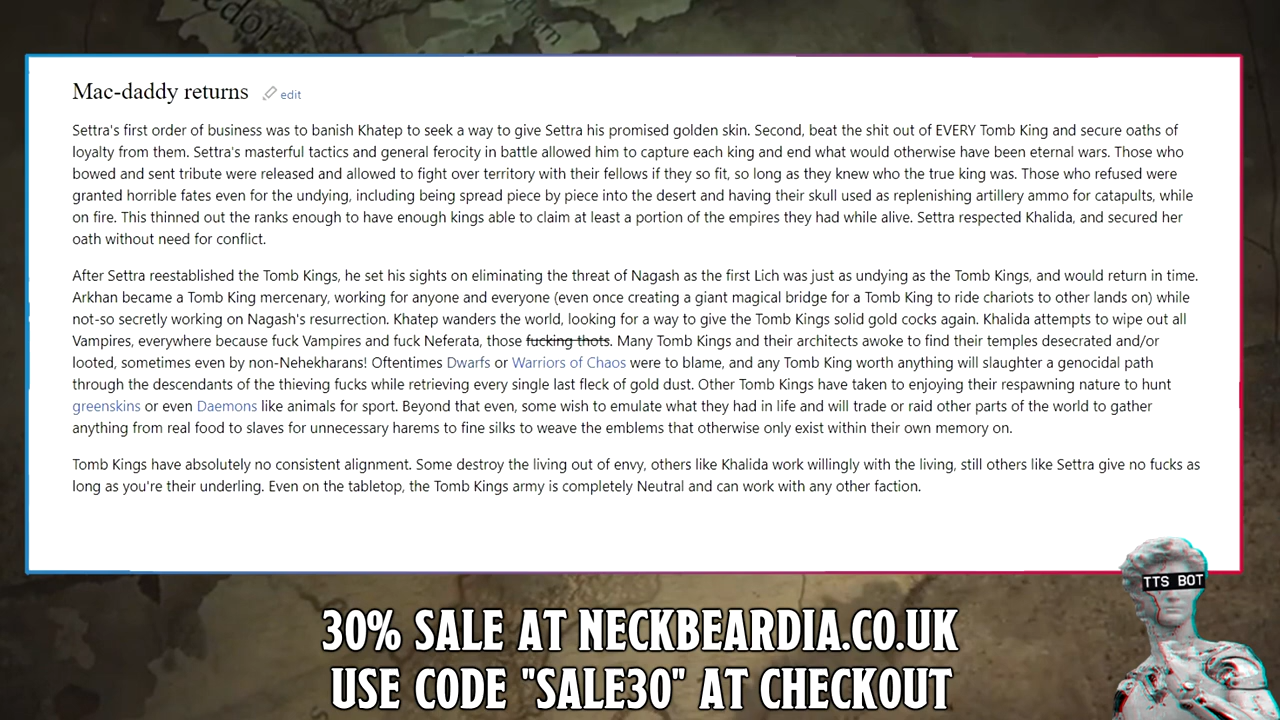 edor
thern
Mac-daddy returns edit
Settra's first order of business was to banish Khatep to seek a way to give Settra his promised golden skin. Second, beat the shit out of EVERY Tomb King and secure oaths of
loyalty from them. Settra's masterful tactics and general ferocity in battle allowed him to capture each king and end what would otherwise have been eternal wars. Those who
bowed and sent tribute were released and allowed to fight over territory with their fellows if they so fit, so long as they knew who the true king was. Those who refused were
granted horrible fates even for the undying, including being spread piece by piece into the desert and having their skull used as replenishing artillery ammo for catapults, while
on fire. This thinned out the ranks enough to have enough kings able to claim at least a portion of the empires they had while alive. Settra respected Khalida, and secured her
oath without need for conflict.
After Settra reestablished the Tomb Kings, he set his sights on eliminating the threat of Nagash as the first Lich was just as undying as the Tomb Kings, and would return in time.
Arkhan became a Tomb King mercenary, working for anyone and everyone (even once creating a giant magical bridge for a Tomb King to ride chariots to other lands on) while
not-so secretly working on Nagash's resurrection. Khatep wanders the world, looking for a way to give the Tomb Kings solid gold cocks again. Khalida attempts to wipe out all
Vampires, everywhere because fuck Vampires and fuck Neferata, those fucking thots. Many Tomb Kings and their architects awoke to find their temples desecrated and/or
looted, sometimes even by non-Nehekharans! Oftentimes Dwarfs or Warriors of Chaos were to blame, and any Tomb King worth anything will slaughter a genocidal path
through the descendants of the thieving fucks while retrieving every single last fleck of gold dust. Other Tomb Kings have taken to enjoying their respawning nature to hunt
greenskins or even Daemons like animals for sport. Beyond that even, some wish to emulate what they had in life and will trade or raid other parts of the world to gather
anything from real food to slaves for unnecessary harems to fine silks to weave the emblems that otherwise only exist within their own memory on.
Tomb Kings have absolutely no consistent alignment. Some destroy the living out of envy, others like Khalida work willingly with the living, still others like Settra give no fucks as
long as you're their underling. Even on the tabletop, the Tomb Kings army is completely Neutral and can work with any other faction.
TTS BOT
30% SALE AT NECKBEARDIA.CO.UK
USE CODE "SALE30" AT CHECKOUT